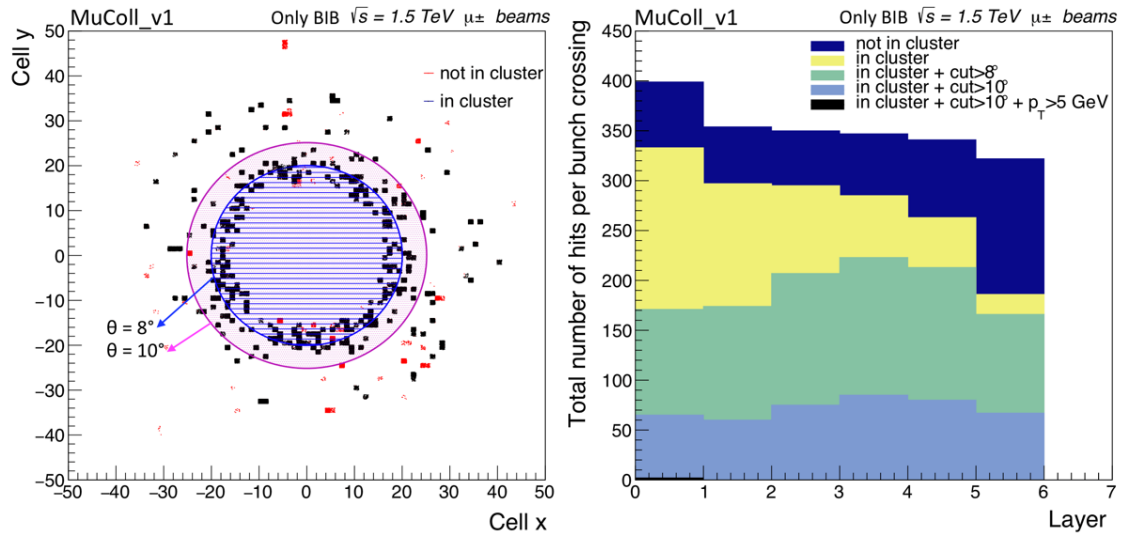 MuColl_v1
Only BIB √s = 1.5 TeV μ± beams
Cell y
50
40
30
20
10
0
−10
−20
−30
−40
−50
not in cluster
in cluster
θ = 8°
θ = 10°
−50 −40 −30 −20 −10 0 10 20 30 40 50
Cell x
MuColl_v1
Only BIB √s = 1.5 TeV μ± beams
Total number of hits per bunch crossing
450
400
350
300
250
200
150
100
50
0
not in cluster
in cluster
in cluster + cut>8°
in cluster + cut>10°
in cluster + cut>10° + p_T>5 GeV
0 1 2 3 4 5 6 7
Layer